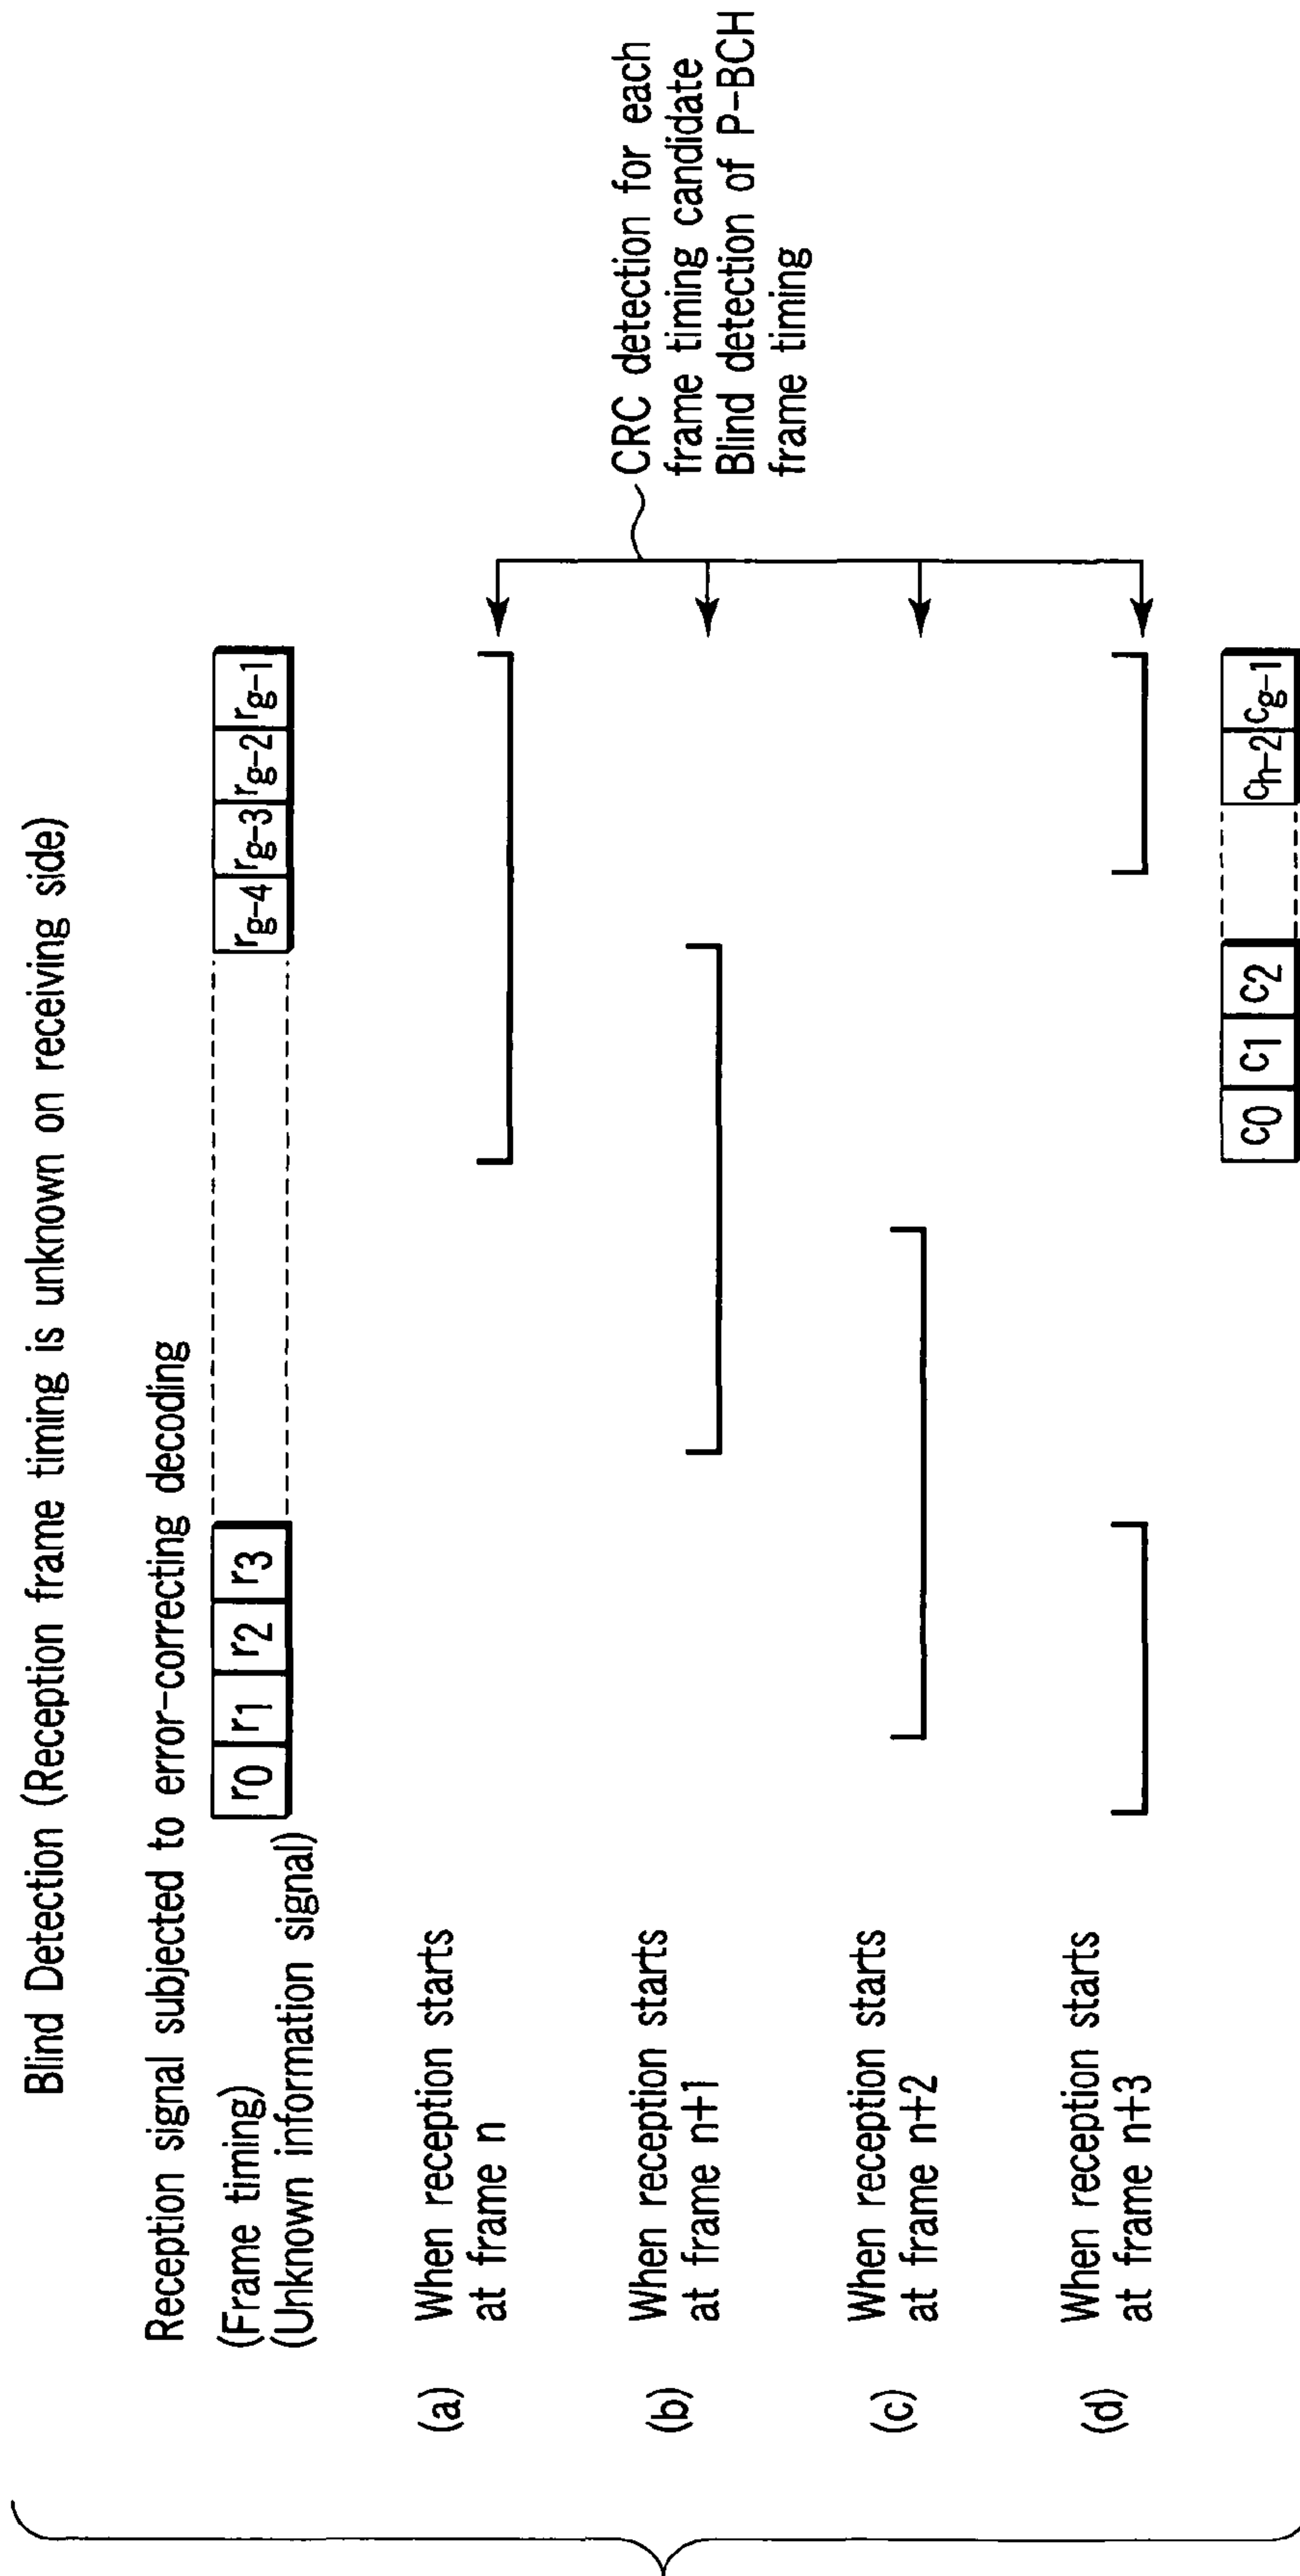 Blind Detection (Reception frame timing is unknown on receiving side)
Reception signal subjected to error-correcting decoding
(Frame timing)
(Unknown information signal)
r0 r1 r2 r3 rg-4 rg-3 rg-2 rg-1
(a) When reception starts
at frame n
(b) When reception starts
at frame n+1
(c) When reception starts
at frame n+2
(d) When reception starts
at frame n+3
CRC detection for each
frame timing candidate
Blind detection of P-BCH
frame timing
c0 c1 c2 ch-2 cg-1